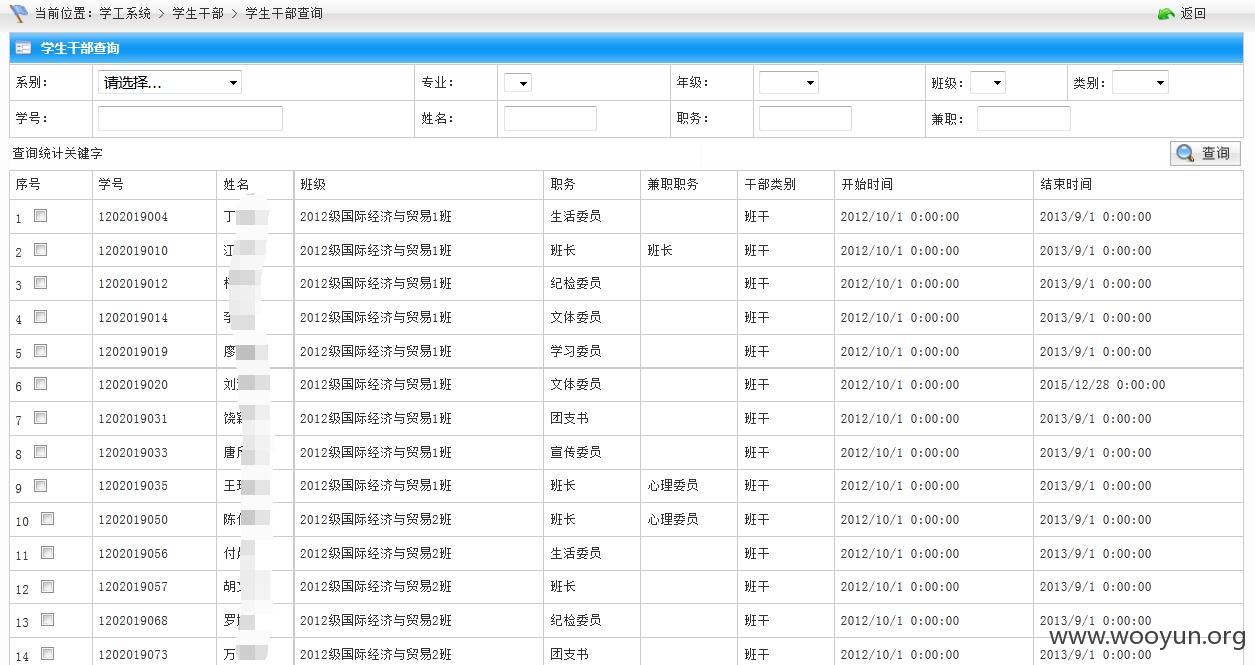 当前位置：学工系统 > 学生干部 > 学生干部查询 返回
学生干部查询
系别： 请选择... 专业： 年级： 班级： 类别：
学号： 姓名： 职务： 兼职：
查询统计关键字 查询
序号 学号 姓名 班级 职务 兼职职务 干部类别 开始时间 结束时间
1 1202019004 丁 2012级国际经济与贸易1班 生活委员 班干 2012/10/1 0:00:00 2013/9/1 0:00:00
2 1202019010 江 2012级国际经济与贸易1班 班长 班长 班干 2012/10/1 0:00:00 2013/9/1 0:00:00
3 1202019012 2012级国际经济与贸易1班 纪检委员 班干 2012/10/1 0:00:00 2013/9/1 0:00:00
4 1202019014 2012级国际经济与贸易1班 文体委员 班干 2012/10/1 0:00:00 2013/9/1 0:00:00
5 1202019019 廖 2012级国际经济与贸易1班 学习委员 班干 2012/10/1 0:00:00 2013/9/1 0:00:00
6 1202019020 刘 2012级国际经济与贸易1班 文体委员 班干 2012/10/1 0:00:00 2015/12/28 0:00:00
7 1202019031 饶 2012级国际经济与贸易1班 团支书 班干 2012/10/1 0:00:00 2013/9/1 0:00:00
8 1202019033 唐 2012级国际经济与贸易1班 宣传委员 班干 2012/10/1 0:00:00 2013/9/1 0:00:00
9 1202019035 王 2012级国际经济与贸易1班 班长 心理委员 班干 2012/10/1 0:00:00 2013/9/1 0:00:00
10 1202019050 陈 2012级国际经济与贸易2班 班长 心理委员 班干 2012/10/1 0:00:00 2013/9/1 0:00:00
11 1202019056 付 2012级国际经济与贸易2班 生活委员 班干 2012/10/1 0:00:00 2013/9/1 0:00:00
12 1202019057 胡 2012级国际经济与贸易2班 班长 班干 2012/10/1 0:00:00 2013/9/1 0:00:00
13 1202019068 罗 2012级国际经济与贸易2班 纪检委员 班干 2012/10/1 0:00:00 2013/9/1 0:00:00
14 1202019073 万 2012级国际经济与贸易2班 团支书 班干 2012/10/1 0:00:00 2013/9/1 0:00:00
www.wooyun.org